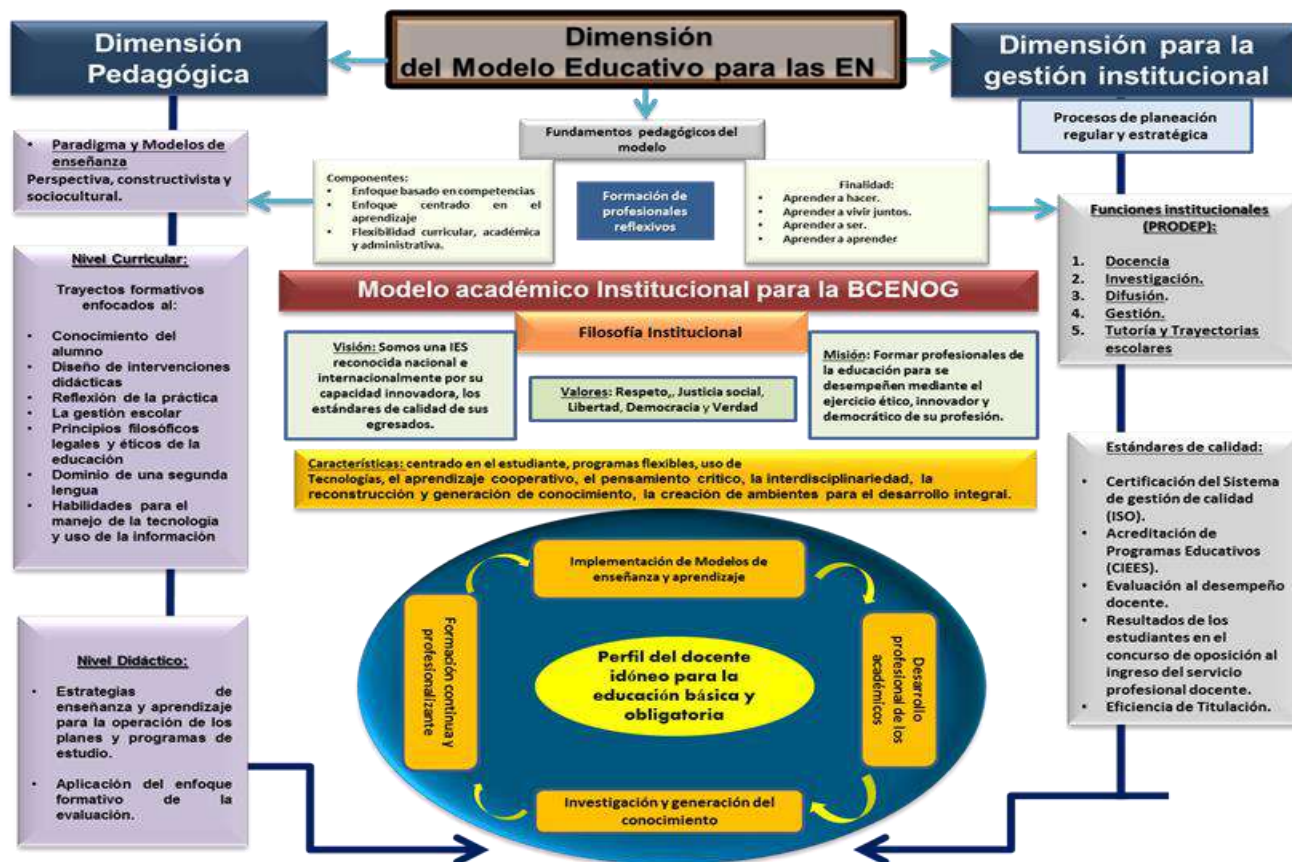 Dimensión
Pedagógica
Dimensión
del Modelo Educativo para las EN
Dimensión para la
gestión institucional
Fundamentos pedagógicos del
modelo
Procesos de planeación
regular y estratégica
• Paradigma y Modelos de
enseñanza
Perspectiva, constructivista y
sociocultural.
Componentes:
• Enfoque basado en competencias
• Enfoque centrado en el
aprendizaje
• Flexibilidad curricular, académica
y administrativa.
Formación de
profesionales
reflexivos
Finalidad:
• Aprender a hacer.
• Aprender a vivir juntos.
• Aprender a ser.
• Aprender a aprender
Funciones institucionales
(PRODEP):
1. Docencia
2. Investigación.
3. Difusión.
4. Gestión.
5. Tutoría y Trayectorias
escolares
Nivel Curricular:
Trayectos formativos
enfocados al:
• Conocimiento del
alumno
• Diseño de intervenciones
didácticas
• Reflexión de la práctica
• La gestión escolar
• Principios filosóficos
legales y éticos de la
educación
• Dominio de una segunda
lengua
• Habilidades para el
manejo de la tecnología
y uso de la información
Modelo académico Institucional para la BCENOG
Filosofía Institucional
Visión: Somos una IES
reconocida nacional e
internacionalmente por su
capacidad innovadora, los
estándares de calidad de sus
egresados.
Valores: Respeto,, Justicia social,
Libertad, Democracia y Verdad
Misión: Formar profesionales de
la educación para se
desempeñen mediante el
ejercicio ético, innovador y
democrático de su profesión.
Características: centrado en el estudiante, programas flexibles, uso de
Tecnologías, el aprendizaje cooperativo, el pensamiento critico, la interdisciplinariedad, la
reconstrucción y generación de conocimiento, la creación de ambientes para el desarrollo integral.
Estándares de calidad:
• Certificación del Sistema
de gestión de calidad
(ISO).
• Acreditación de
Programas Educativos
(CIEES).
• Evaluación al desempeño
docente.
• Resultados de los
estudiantes en el
concurso de oposición al
ingreso del servicio
profesional docente.
• Eficiencia de Titulación.
Nivel Didáctico:
• Estrategias de
enseñanza y aprendizaje
para la operación de los
planes y programas de
estudio.
• Aplicación del enfoque
formativo de la
evaluación.
Implementación de Modelos de
enseñanza y aprendizaje
Formación continua y
profesionalizante
Perfil del docente
idóneo para la
educación básica y
obligatoria
Desarrollo
profesional de los
académicos
Investigación y generación del
conocimiento